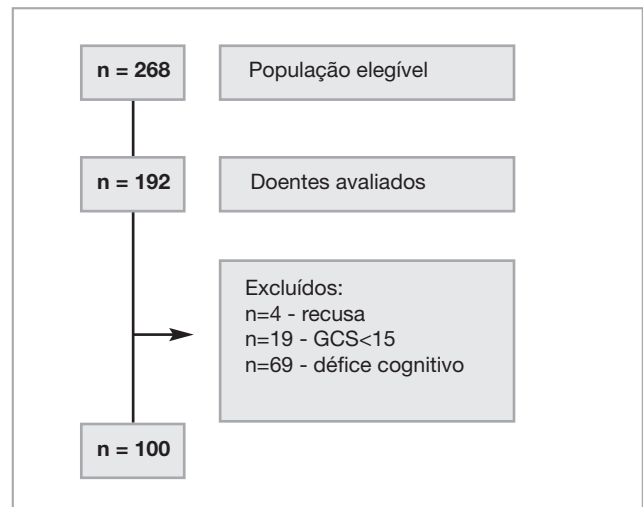 n = 268
População elegível
n = 192
Doentes avaliados
Excluídos:
n=4 - recusa
n=19 - GCS<15
n=69 - défice cognitivo
n = 100